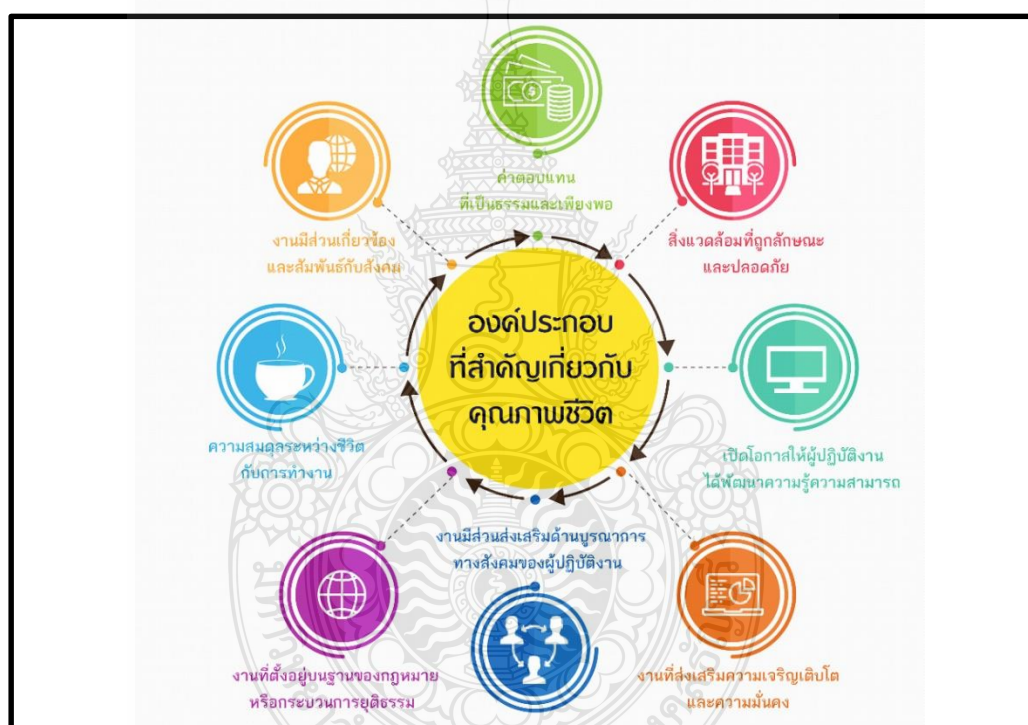 องค์ประกอบ
ที่สำคัญเกี่ยวกับ
คุณภาพชีวิต
ค่าตอบแทน
ที่เป็นธรรมและเพียงพอ
สิ่งแวดล้อมที่ถูกลักษณะ
และปลอดภัย
เปิดโอกาสให้ผู้ปฏิบัติงาน
ได้พัฒนาความรู้ความสามารถ
งานที่ส่งเสริมความเจริญเติบโต
และความมั่นคง
งานมีส่วนส่งเสริมด้านบูรณาการ
ทางสังคมของผู้ปฏิบัติงาน
งานที่ตั้งอยู่บนฐานของกฎหมาย
หรือกระบวนการยุติธรรม
ความสมดุลระหว่างชีวิต
กับการทำงาน
งานมีส่วนเกี่ยวข้อง
และสัมพันธ์กับสังคม